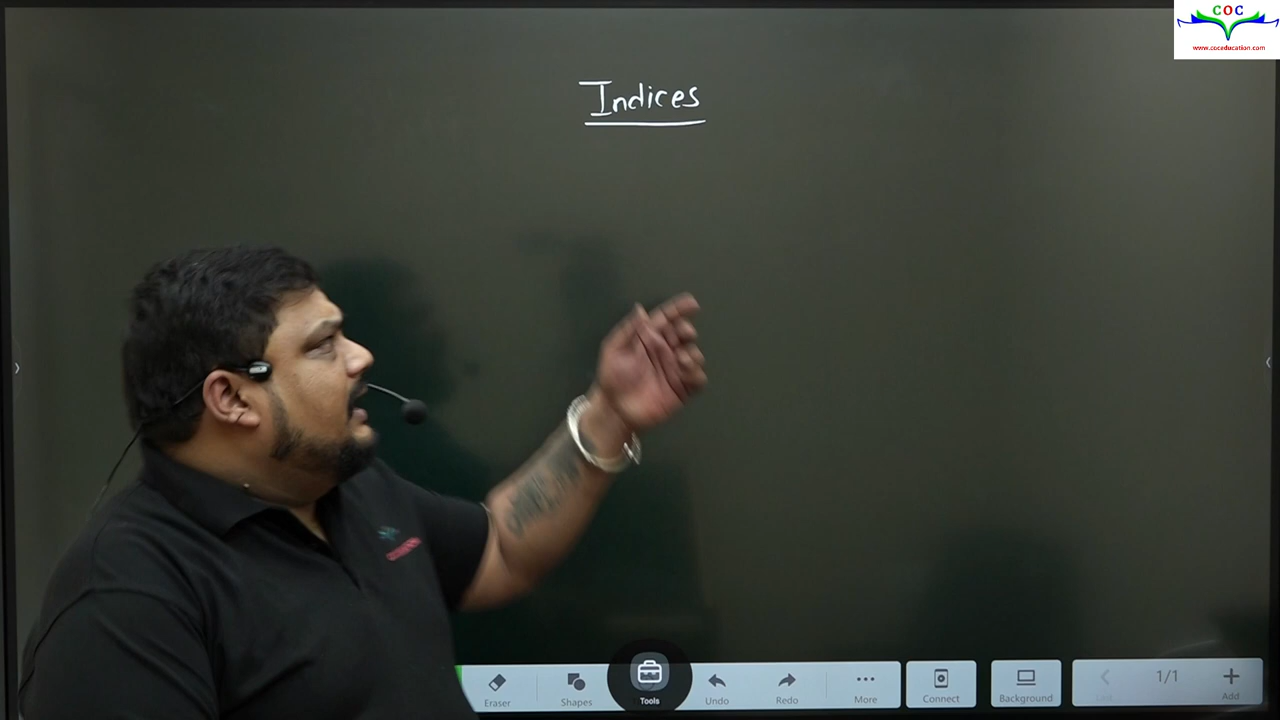 COC
www.coceducation.com
Indices
Eraser
Shapes
Tools
Undo
Redo
More
Connect
Background
1/1
Add